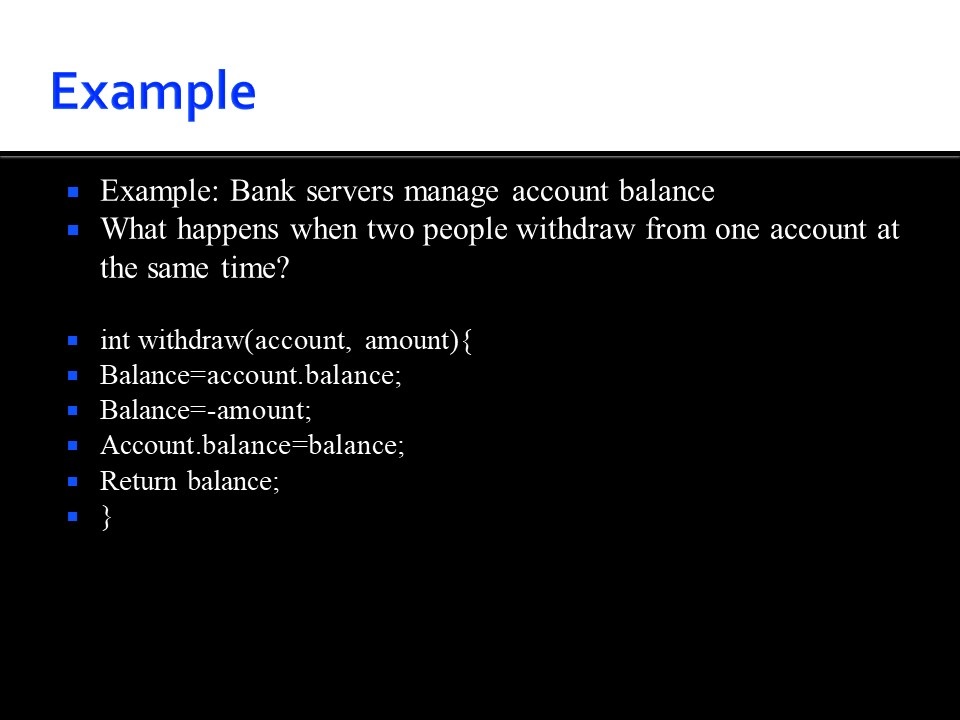 Example
Example: Bank servers manage account balance
What happens when two people withdraw from one account at
the same time?
int withdraw(account, amount){
Balance=account.balance;
Balance=-amount;
Account.balance=balance;
Return balance;
}